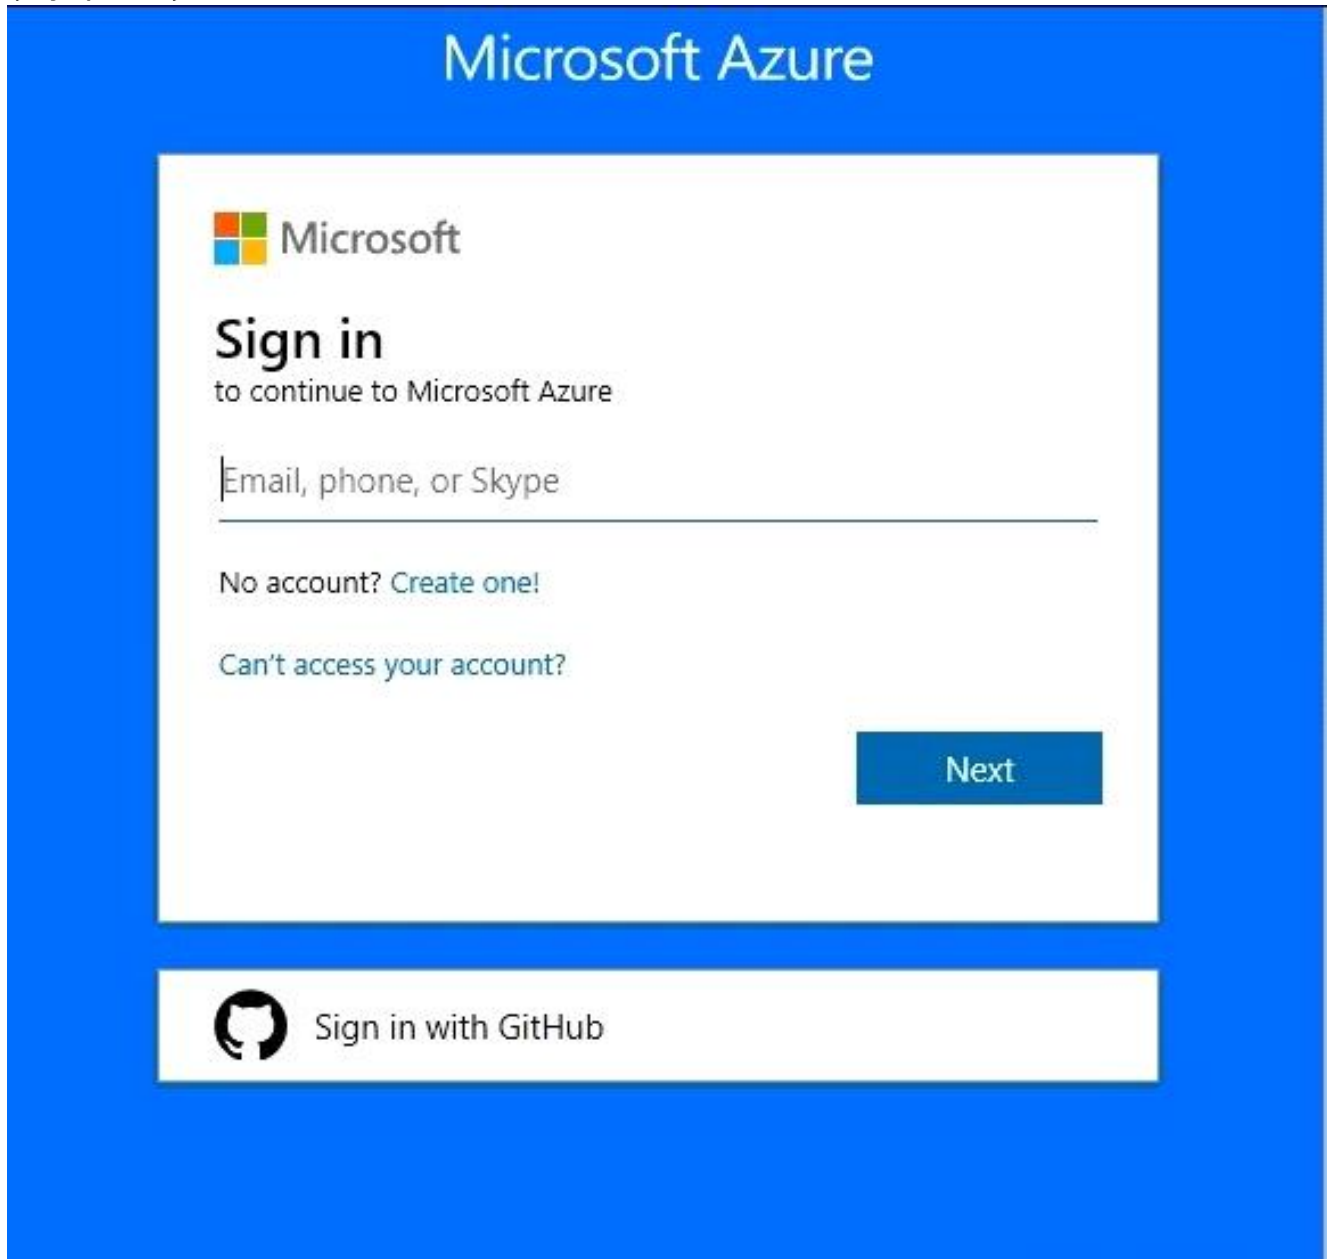 Microsoft Azure
Microsoft
Sign in
to continue to Microsoft Azure
Email, phone, or Skype
No account? Create one!
Can't access your account?
Next
Sign in with GitHub